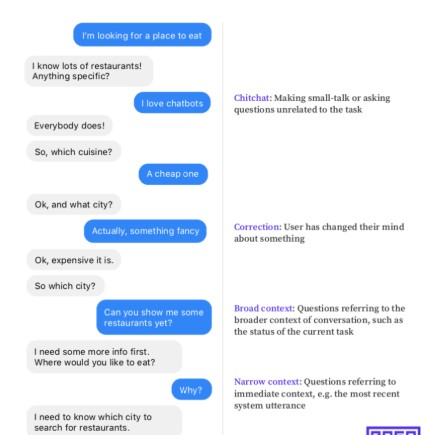 I'm looking for a place to eat
I know lots of restaurants!
Anything specific?
I love chatbots
Chitchat: Making small-talk or asking
questions unrelated to the task
Everybody does!
So, which cuisine?
A cheap one
Ok, and what city?
Actually, something fancy
Correction: User has changed their mind
about something
Ok, expensive it is.
So which city?
Can you show me some
restaurants yet?
Broad context: Questions referring to the
broader context of conversation, such as
the status of the current task
I need some more info first.
Where would you like to eat?
Why?
Narrow context: Questions referring to
immediate context, e.g. the most recent
system utterance
I need to know which city to
search for restaurants.